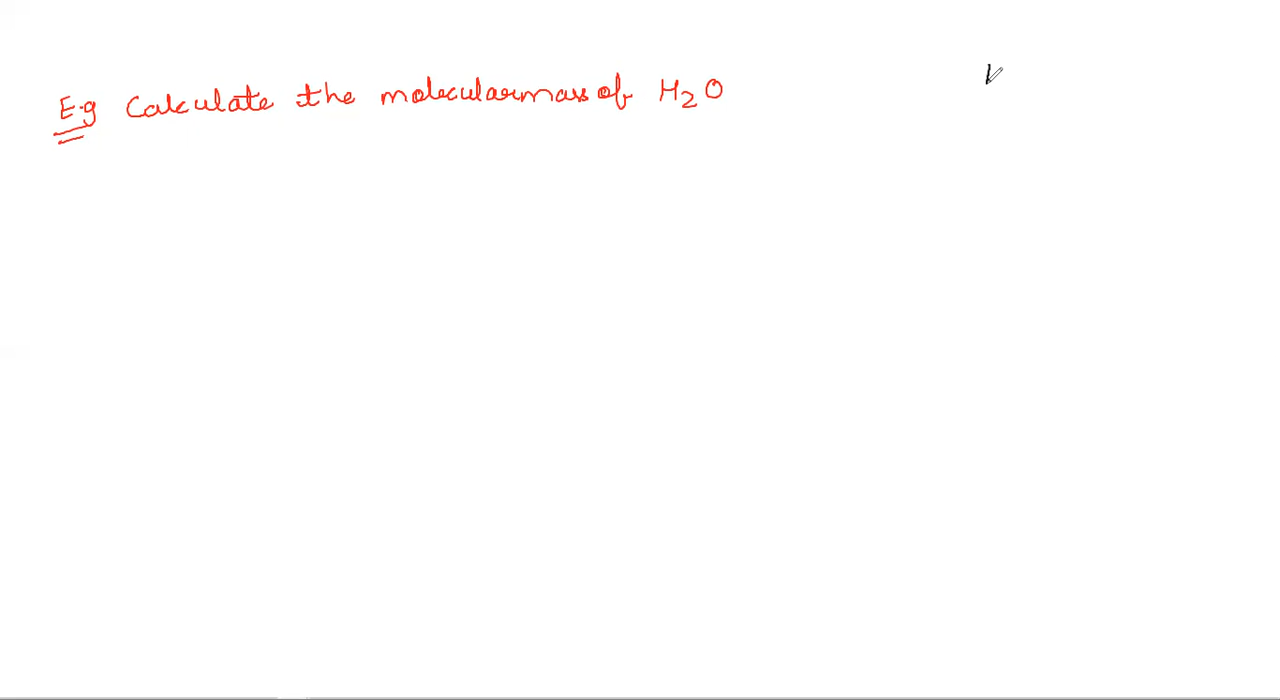 E.g Calculate the molecularmass of H₂O